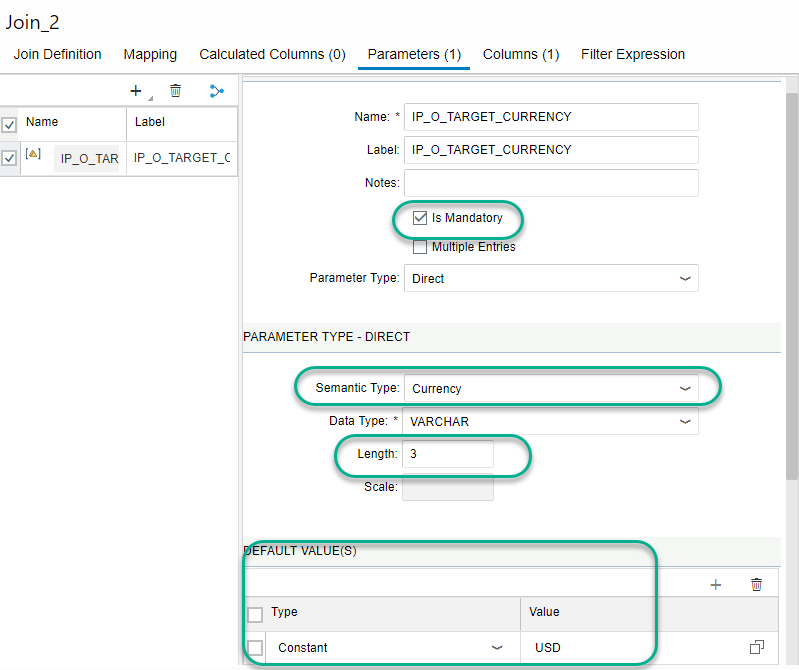 Join_2
Join Definition Mapping Calculated Columns (0) Parameters (1) Columns (1) Filter Expression
Name Label
IP_O_TAR IP_O_TARGET_C
Name: * IP_O_TARGET_CURRENCY
Label: IP_O_TARGET_CURRENCY
Notes:
Is Mandatory
Multiple Entries
Parameter Type: Direct
PARAMETER TYPE - DIRECT
Semantic Type: Currency
Data Type: * VARCHAR
Length: 3
Scale:
DEFAULT VALUE(S)
Type Value
Constant USD